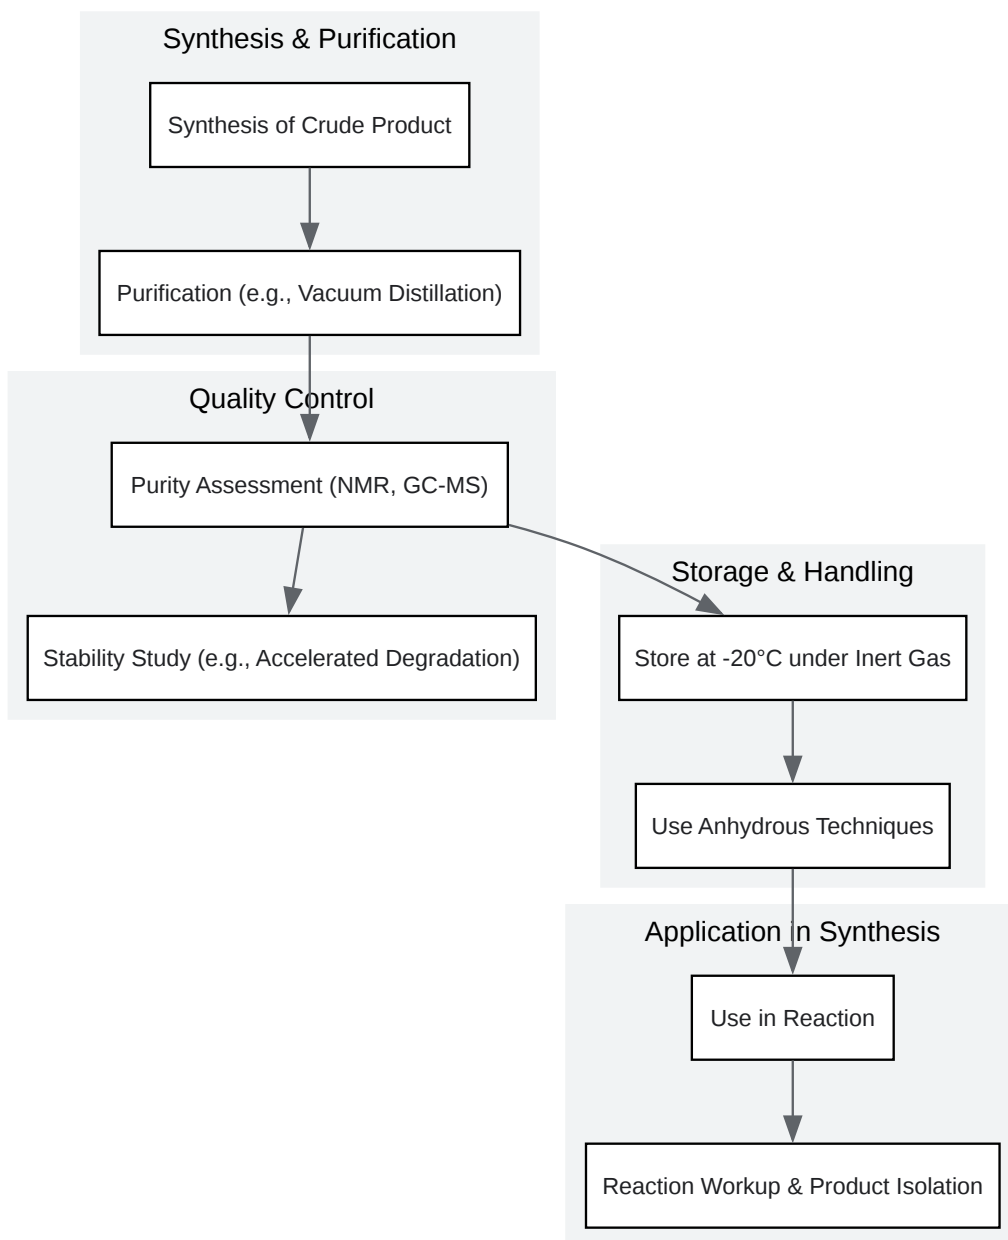 Synthesis & Purification
Synthesis of Crude Product
Purification (e.g., Vacuum Distillation)
Quality Control
Purity Assessment (NMR, GC-MS)
Stability Study (e.g., Accelerated Degradation)
Storage & Handling
Store at -20°C under Inert Gas
Use Anhydrous Techniques
Application in Synthesis
Use in Reaction
Reaction Workup & Product Isolation